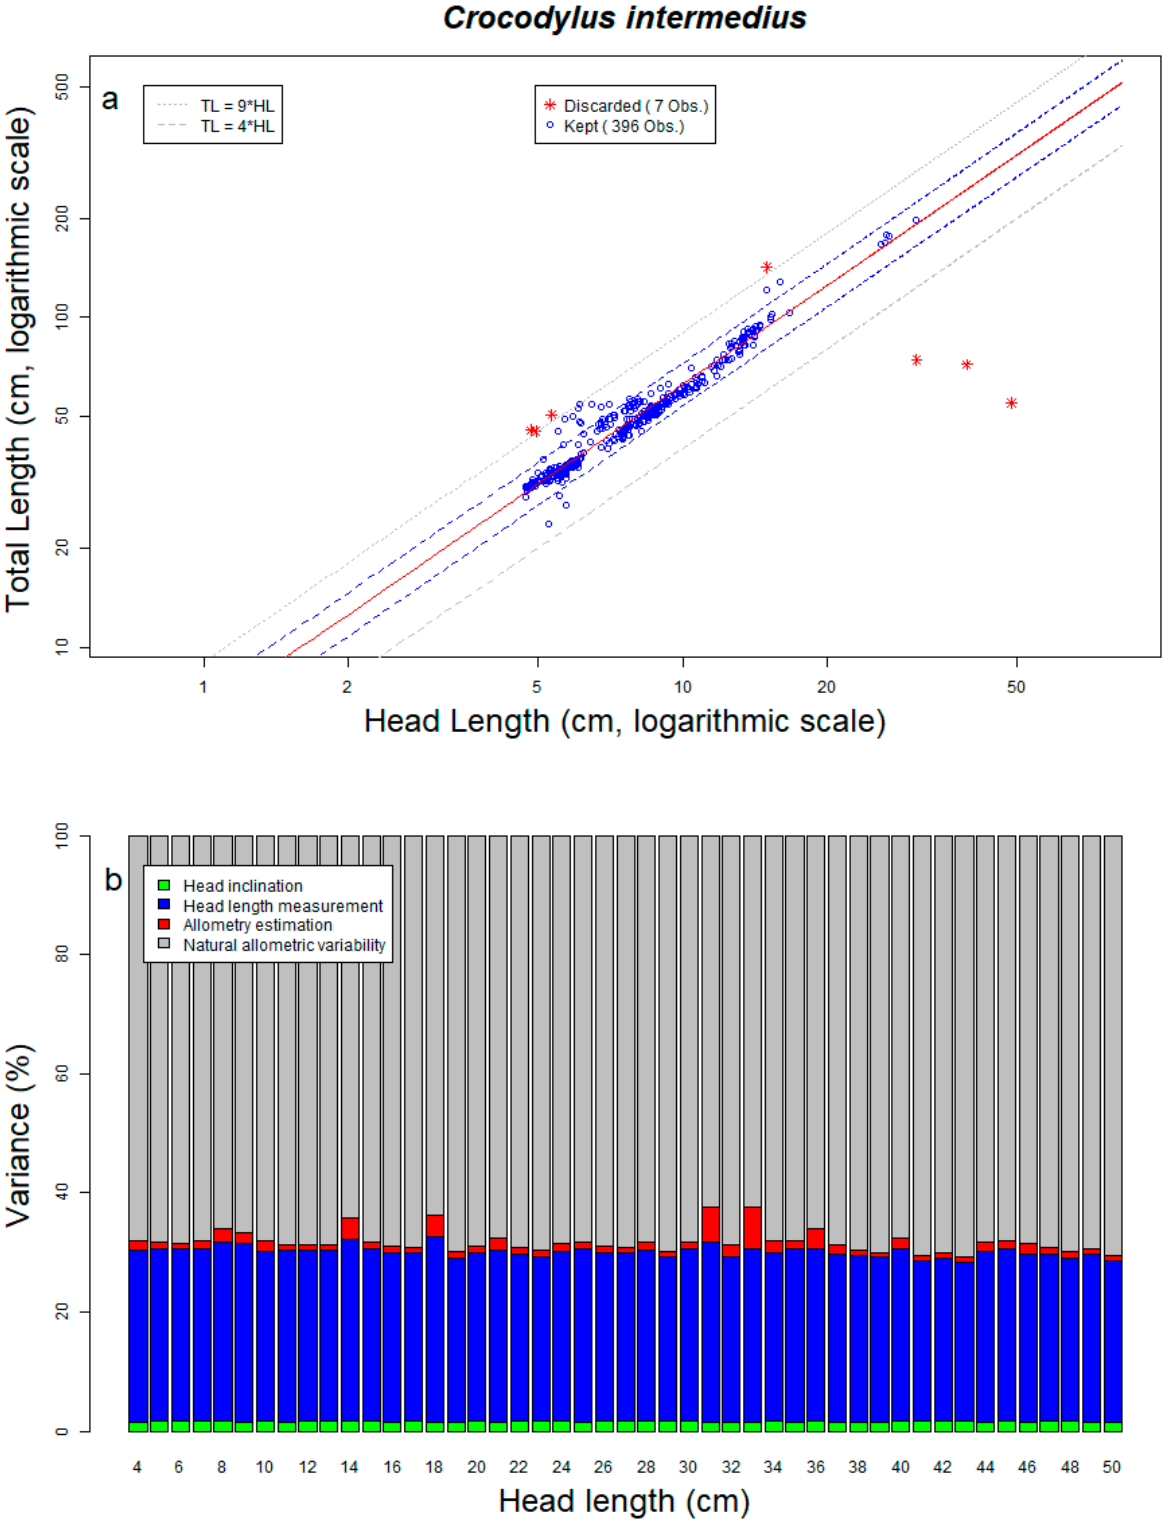 Crocodylus intermedius
a
TL = 9*HL
TL = 4*HL
Discarded ( 7 Obs.)
Kept ( 396 Obs.)
500
200
100
50
20
10
Total Length (cm, logarithmic scale)
1 2 5 10 20 50
Head Length (cm, logarithmic scale)
b
Head inclination
Head length measurement
Allometry estimation
Natural allometric variability
100
80
60
40
20
0
Variance (%)
4 6 8 10 12 14 16 18 20 22 24 26 28 30 32 34 36 38 40 42 44 46 48 50
Head length (cm)